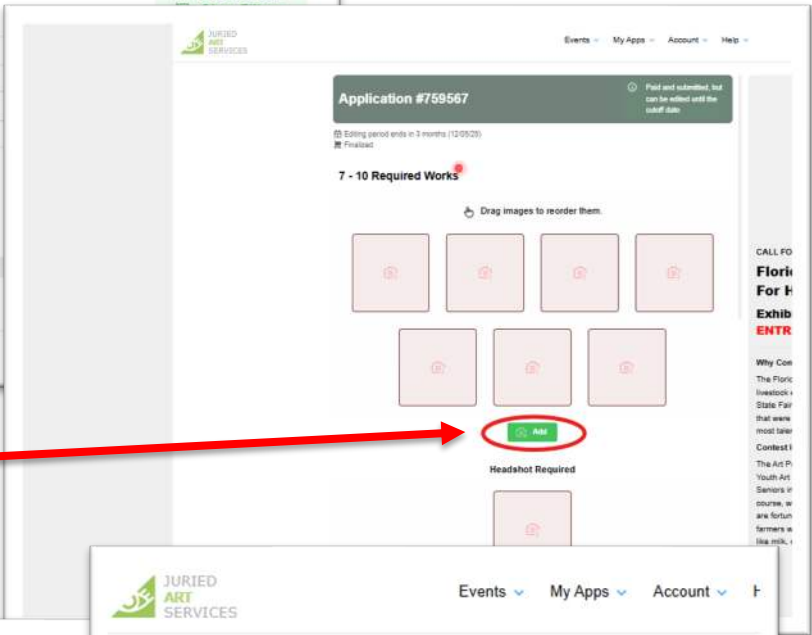 JURIED
ART
SERVICES
Events
My Apps
Account
Help
Application #759567
Paid and submitted, but
can be edited until the
cutoff date
Editing period ends in 3 months (12/05/25)
Finalized
7 - 10 Required Works
Drag images to reorder them.
Add
Headshot Required
CALL FO
Floric
For H
Exhib
ENTR
Why Con
The Floric
livestock
State Fair
that were
most taler
Contest I
The Art P
Youth Art
Seniors in
course, w
are fortun
farmers w
like milk,
JURIED
ART
SERVICES
Events
My Apps
Account